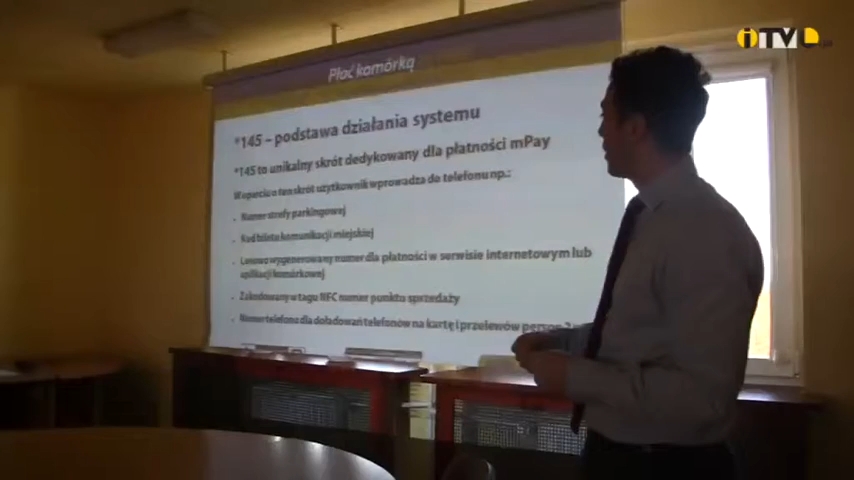 iTVL
Płać komórką
*145 – podstawa działania systemu
*145 to unikalny skrót dedykowany dla płatności mPay
W oparciu o ten skrót użytkownik wprowadza do telefonu np.:
Numer strefy parkingowej
Kod biletu komunikacji miejskiej
Losowo wygenerowany numer dla płatności w serwisie internetowym lub
aplikacji komórkowej
Zakodowany w tagu NFC numer punktu sprzedaży
Numer telefonu dla doładowań telefonów na kartę i przelewów person 2